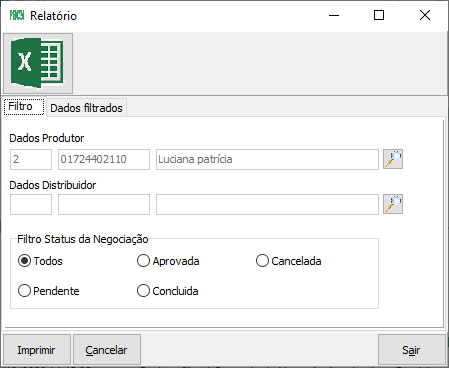 Relatório
Filtro Dados filtrados
Dados Produtor
2 01724402110 Luciana patrícia
Dados Distribuidor
Filtro Status da Negociação
Todos Aprovada Cancelada
Pendente Concluida
Imprimir Cancelar Sair